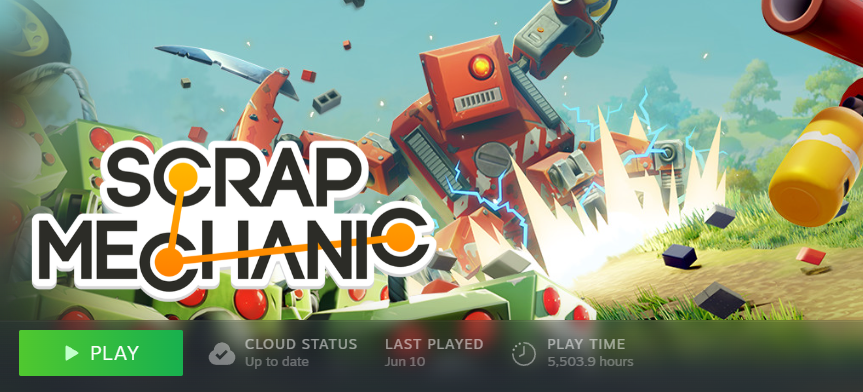 SCRAP
MECHANIC
PLAY
CLOUD STATUS
Up to date
LAST PLAYED
Jun 10
PLAY TIME
5,503.9 hours